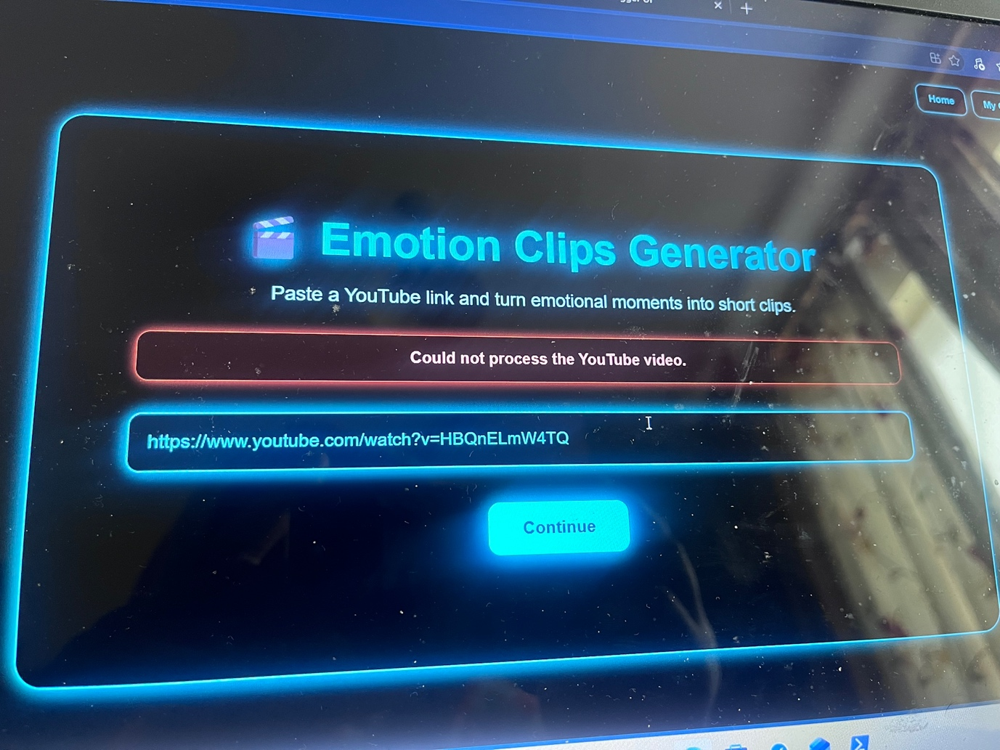 Home
My
Emotion Clips Generator
Paste a YouTube link and turn emotional moments into short clips.
Could not process the YouTube video.
https://www.youtube.com/watch?v=HBQnELmW4TQ
Continue